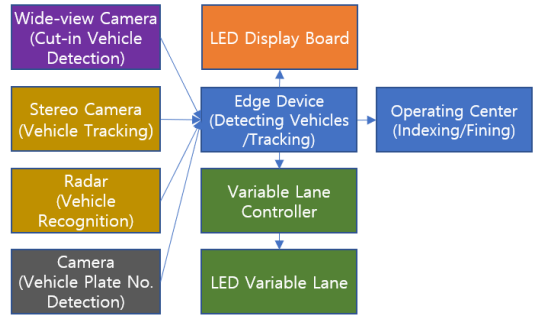 Wide-view Camera
(Cut-in Vehicle
Detection)
LED Display Board
Stereo Camera
(Vehicle Tracking)
Edge Device
(Detecting Vehicles
/Tracking)
Operating Center
(Indexing/Fining)
Radar
(Vehicle
Recognition)
Variable Lane
Controller
Camera
(Vehicle Plate No.
Detection)
LED Variable Lane